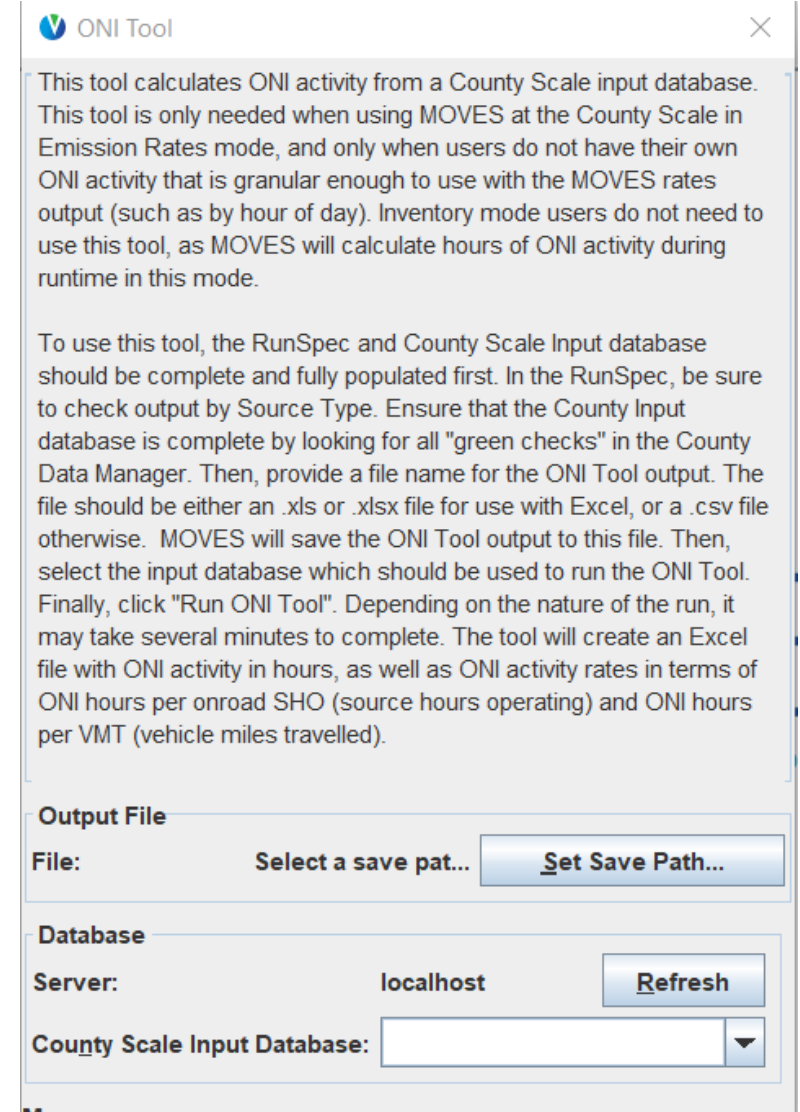 ONI Tool
This tool calculates ONI activity from a County Scale input database.
This tool is only needed when using MOVES at the County Scale in
Emission Rates mode, and only when users do not have their own
ONI activity that is granular enough to use with the MOVES rates
output (such as by hour of day). Inventory mode users do not need to
use this tool, as MOVES will calculate hours of ONI activity during
runtime in this mode.
To use this tool, the RunSpec and County Scale Input database
should be complete and fully populated first. In the RunSpec, be sure
to check output by Source Type. Ensure that the County Input
database is complete by looking for all "green checks" in the County
Data Manager. Then, provide a file name for the ONI Tool output. The
file should be either an .xls or .xlsx file for use with Excel, or a .csv file
otherwise.  MOVES will save the ONI Tool output to this file. Then,
select the input database which should be used to run the ONI Tool.
Finally, click "Run ONI Tool". Depending on the nature of the run, it
may take several minutes to complete. The tool will create an Excel
file with ONI activity in hours, as well as ONI activity rates in terms of
ONI hours per onroad SHO (source hours operating) and ONI hours
per VMT (vehicle miles travelled).
Output File
File: Select a save pat... Set Save Path...
Database
Server: localhost Refresh
County Scale Input Database: